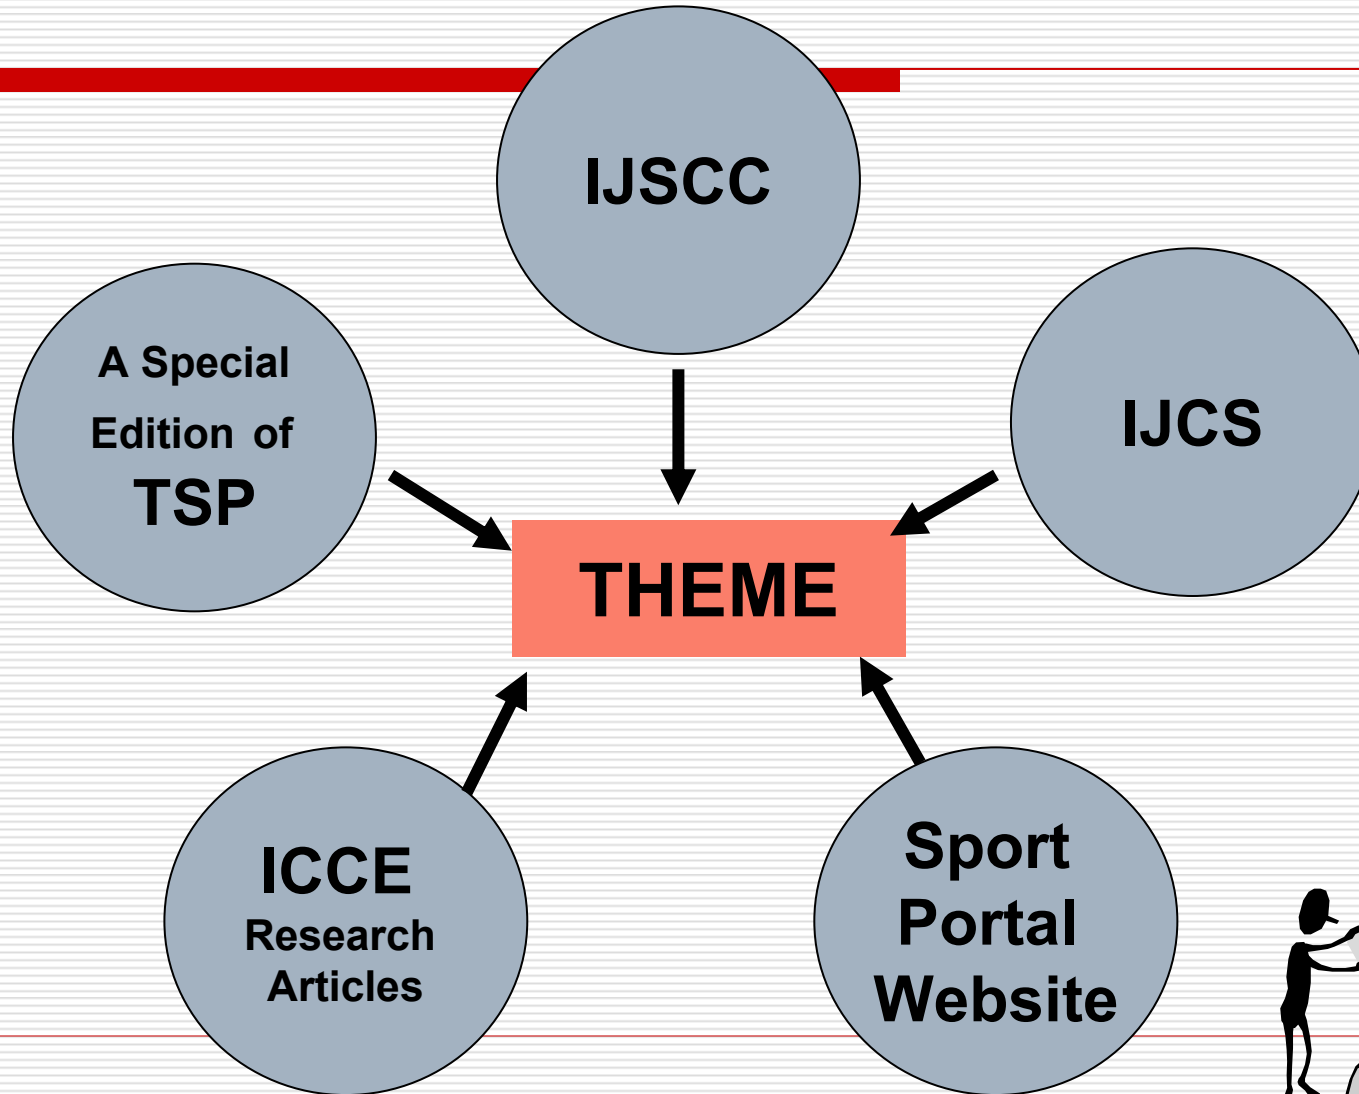 IJSCC
A Special
Edition of
TSP
IJCS
THEME
ICCE
Research
Articles
Sport
Portal
Website